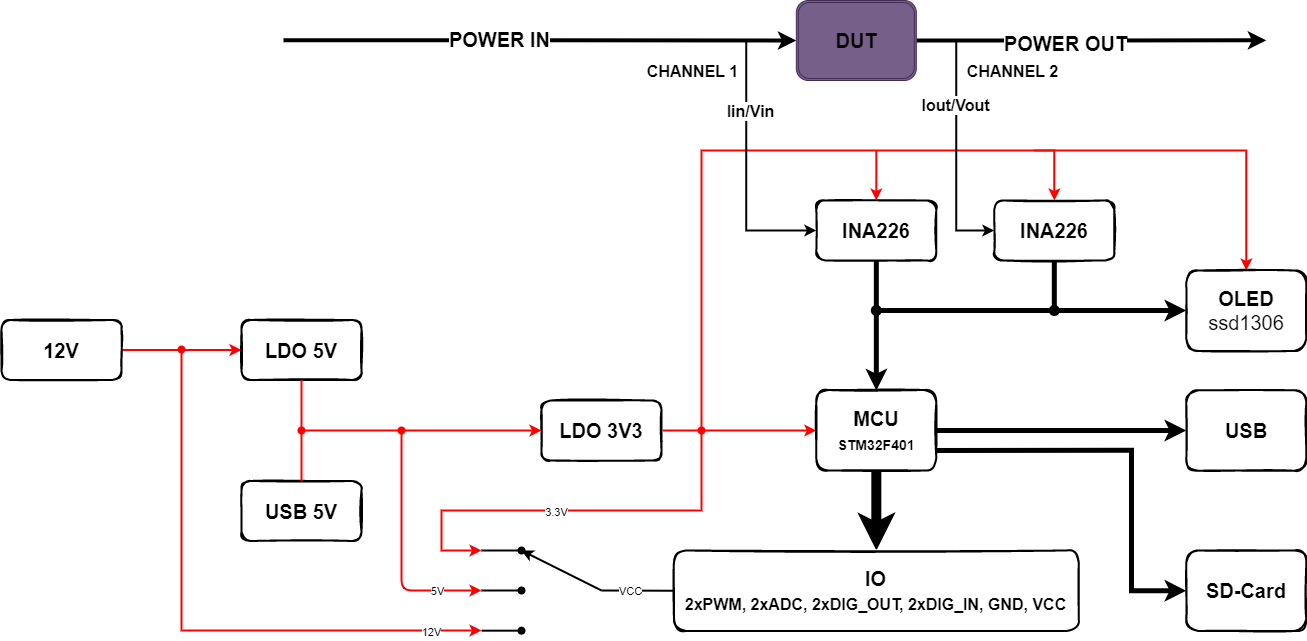 POWER IN
DUT
POWER OUT
CHANNEL 1
CHANNEL 2
Iin/Vin
Iout/Vout
INA226
INA226
OLED
ssd1306
12V
LDO 5V
LDO 3V3
MCU
STM32F401
USB
USB 5V
3.3V
5V
VCC
12V
IO
2xPWM, 2xADC, 2xDIG_OUT, 2xDIG_IN, GND, VCC
SD-Card